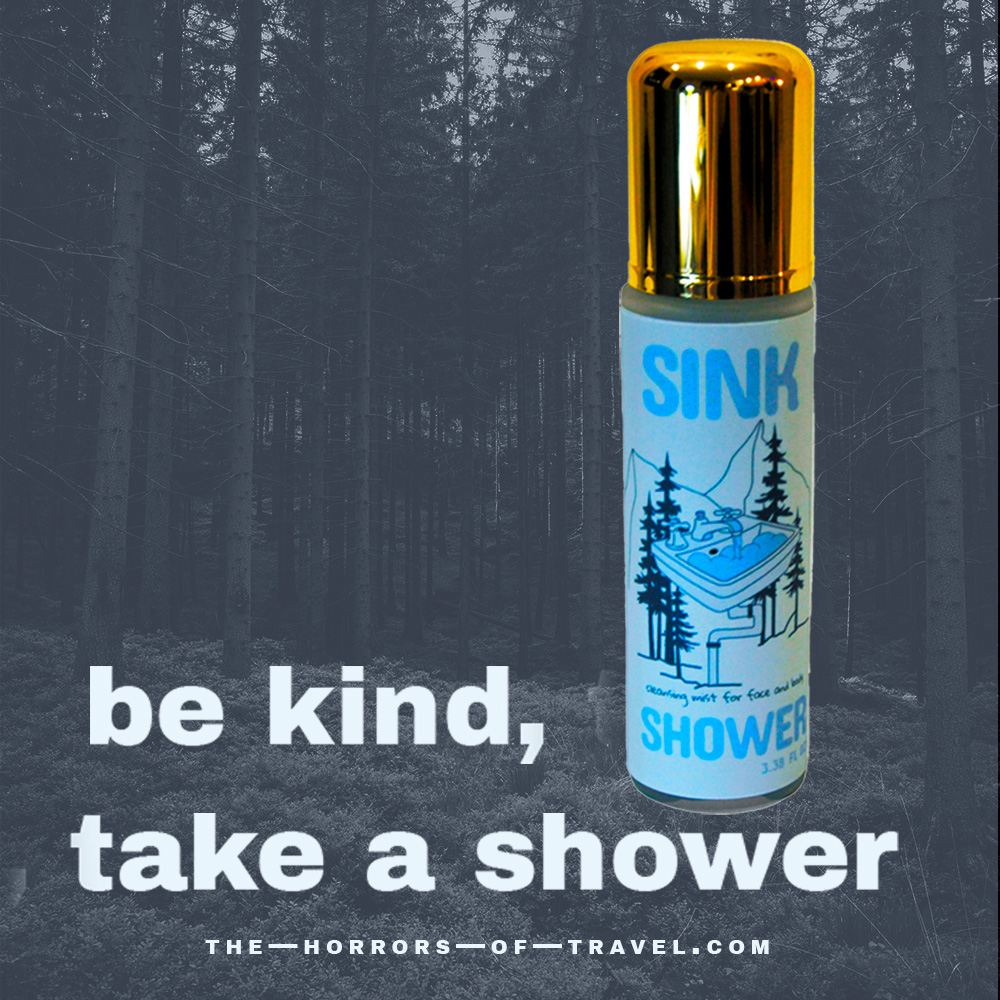 SINK
cleansing mist for face and body
SHOWER
3.38 FL
be kind,
take a shower
THE—HORRORS—OF—TRAVEL.COM